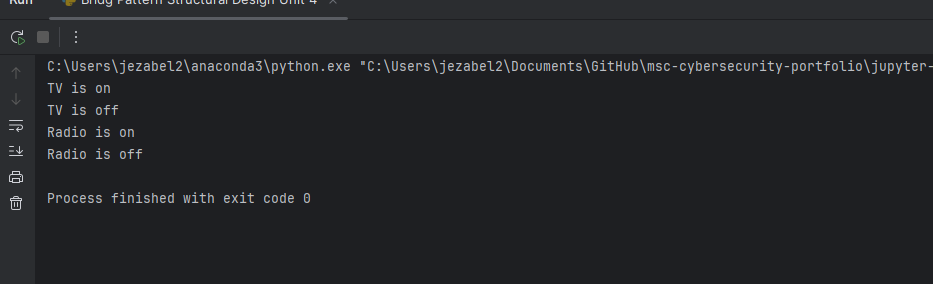 Run Bridg Pattern Structural Design Unit 4
C:\Users\jezabel2\anaconda3\python.exe "C:\Users\jezabel2\Documents\GitHub\msc-cybersecurity-portfolio\jupyter-
TV is on
TV is off
Radio is on
Radio is off
Process finished with exit code 0